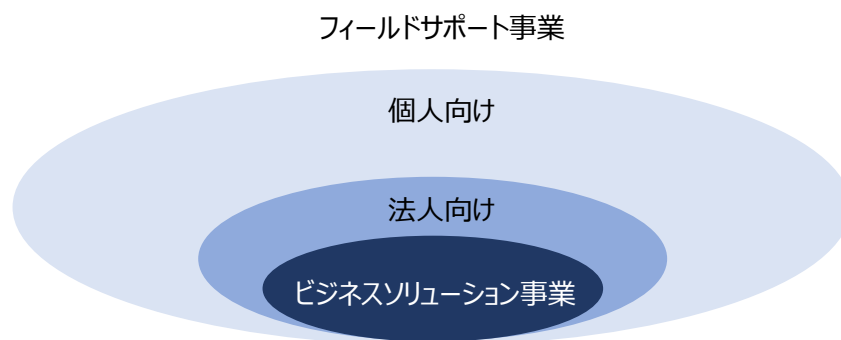 フィールドサポート事業
個人向け
法人向け
ビジネスソリューション事業